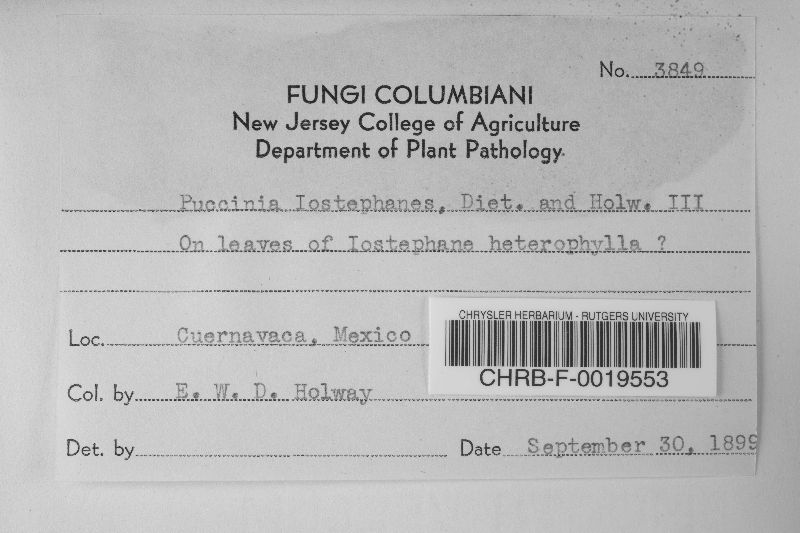 No. 3849
FUNGI COLUMBIANI
New Jersey College of Agriculture
Department of Plant Pathology.
Puccinia Iostephanes, Diet. and Holw. III
On leaves of Iostephane heterophylla ?
Loc. Cuernavaca, Mexico
CHRYSLER HERBARIUM - RUTGERS UNIVERSITY
CHRB-F-0019553
Col. by E. W. D. Holway
Det. by
Date September 30, 1899